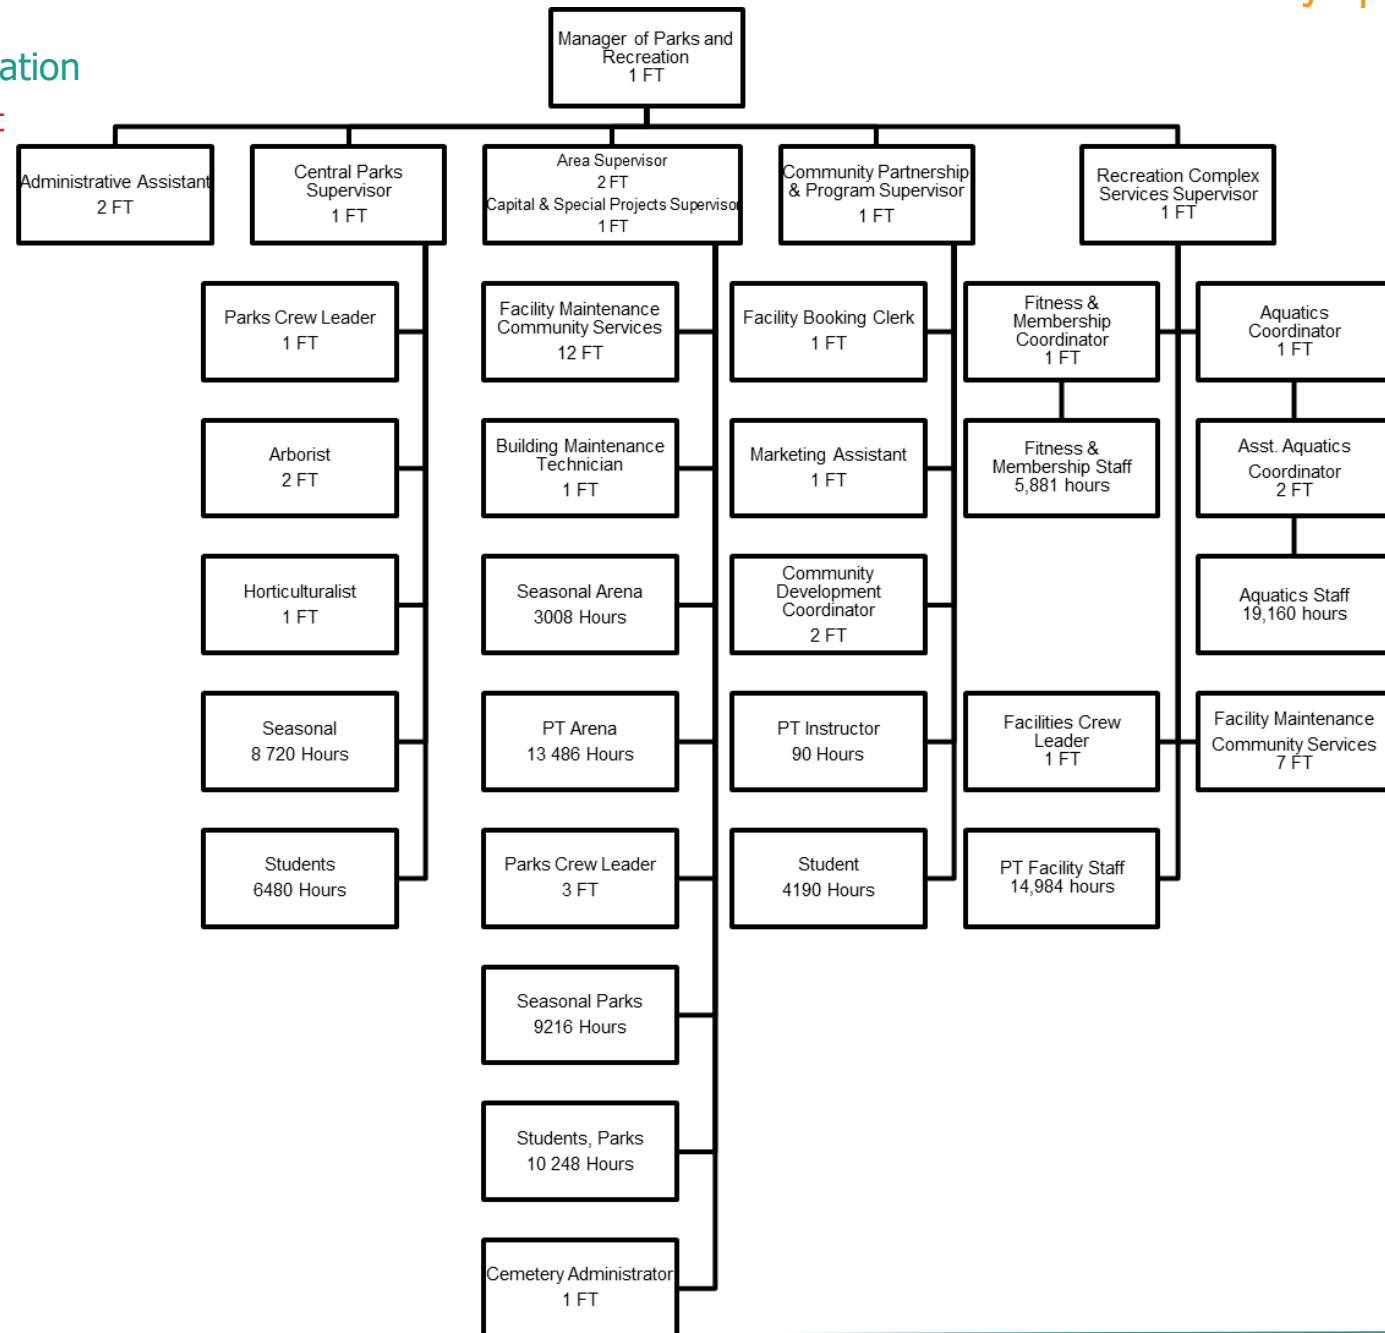 ation
Manager of Parks and
Recreation
1 FT
Administrative Assistant
2 FT
Central Parks
Supervisor
1 FT
Area Supervisor
2 FT
Capital & Special Projects Supervisor
1 FT
Community Partnership
& Program Supervisor
1 FT
Recreation Complex
Services Supervisor
1 FT
Parks Crew Leader
1 FT
Arborist
2 FT
Horticulturalist
1 FT
Seasonal
8 720 Hours
Students
6480 Hours
Facility Maintenance
Community Services
12 FT
Building Maintenance
Technician
1 FT
Seasonal Arena
3008 Hours
PT Arena
13 486 Hours
Parks Crew Leader
3 FT
Seasonal Parks
9216 Hours
Students, Parks
10 248 Hours
Cemetery Administrator
1 FT
Facility Booking Clerk
1 FT
Marketing Assistant
1 FT
Community
Development
Coordinator
2 FT
PT Instructor
90 Hours
Student
4190 Hours
Fitness &
Membership
Coordinator
1 FT
Fitness &
Membership Staff
5,881 hours
Facilities Crew
Leader
1 FT
PT Facility Staff
14,984 hours
Aquatics
Coordinator
1 FT
Asst. Aquatics
Coordinator
2 FT
Aquatics Staff
19,160 hours
Facility Maintenance
Community Services
7 FT